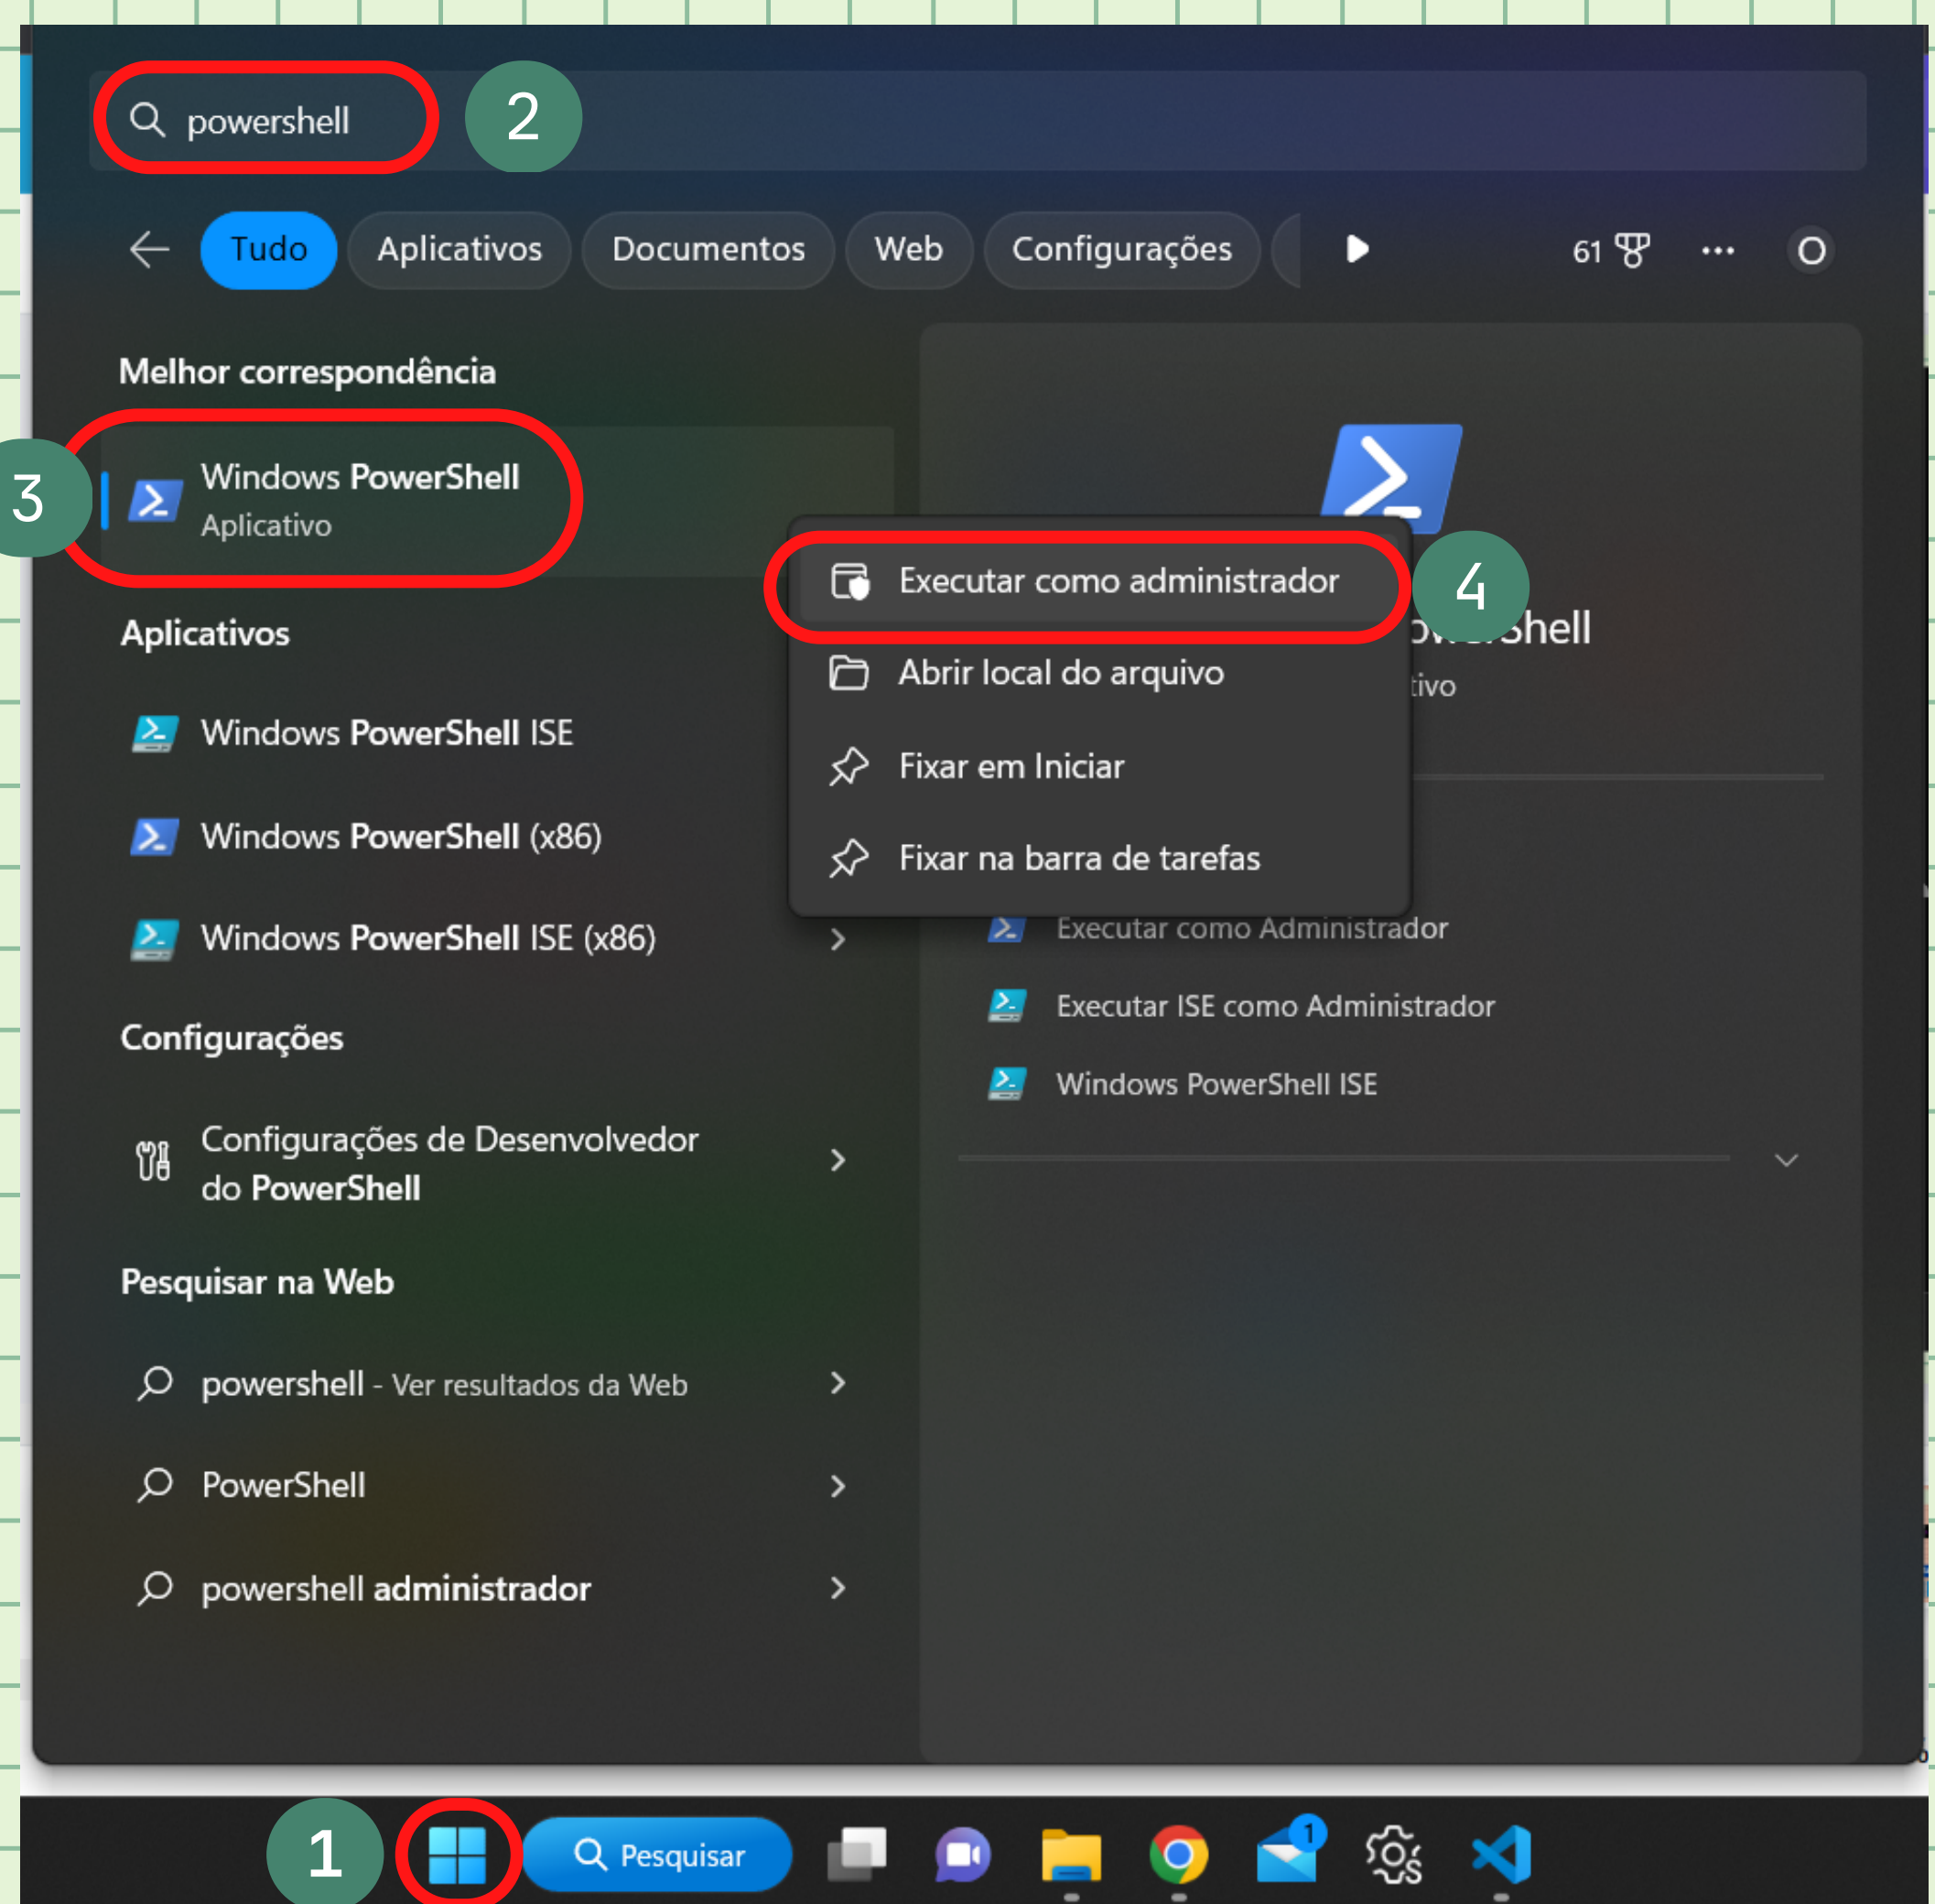 powershell
2
Tudo
Aplicativos
Documentos
Web
Configurações
61
O
Melhor correspondência
3
Windows PowerShell
Aplicativo
Executar como administrador
4
Abrir local do arquivo
Fixar em Iniciar
Fixar na barra de tarefas
Aplicativos
Windows PowerShell ISE
Windows PowerShell (x86)
Windows PowerShell ISE (x86)
Executar como Administrador
Executar ISE como Administrador
Windows PowerShell ISE
Configurações
Configurações de Desenvolvedor
do PowerShell
Pesquisar na Web
powershell - Ver resultados da Web
PowerShell
powershell administrador
1
Pesquisar
1
S